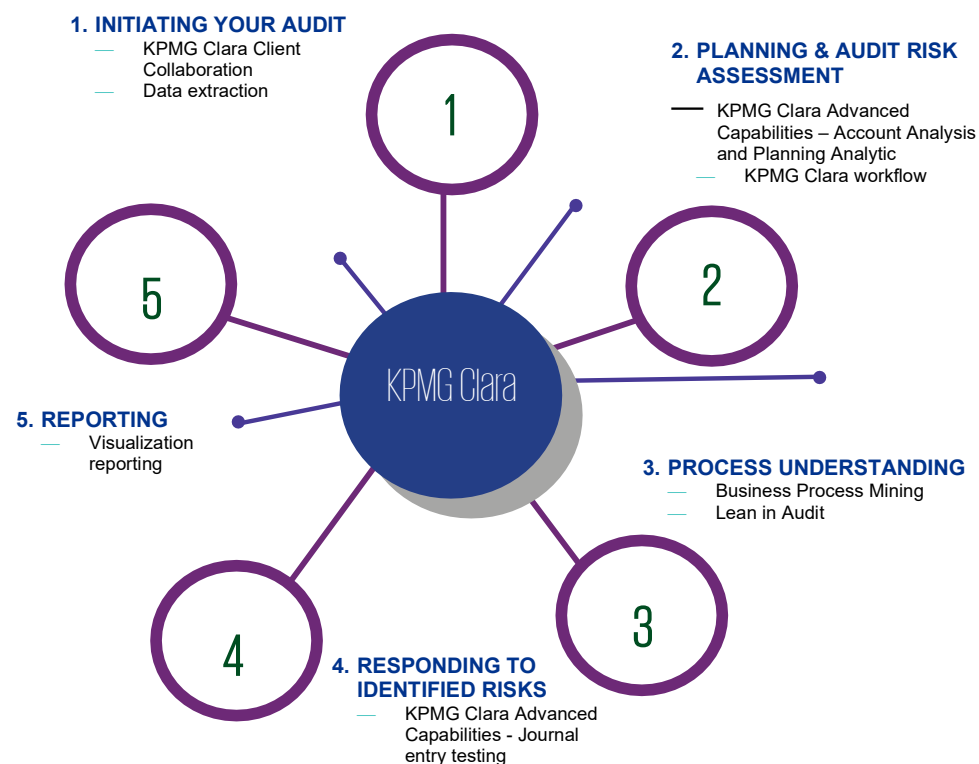 1. INITIATING YOUR AUDIT
— KPMG Clara Client
Collaboration
— Data extraction
1
2. PLANNING & AUDIT RISK
ASSESSMENT
— KPMG Clara Advanced
Capabilities – Account Analysis
and Planning Analytic
— KPMG Clara workflow
2
5
KPMG Clara
5. REPORTING
— Visualization
reporting
3. PROCESS UNDERSTANDING
— Business Process Mining
— Lean in Audit
3
4
4. RESPONDING TO
IDENTIFIED RISKS
— KPMG Clara Advanced
Capabilities - Journal
entry testing